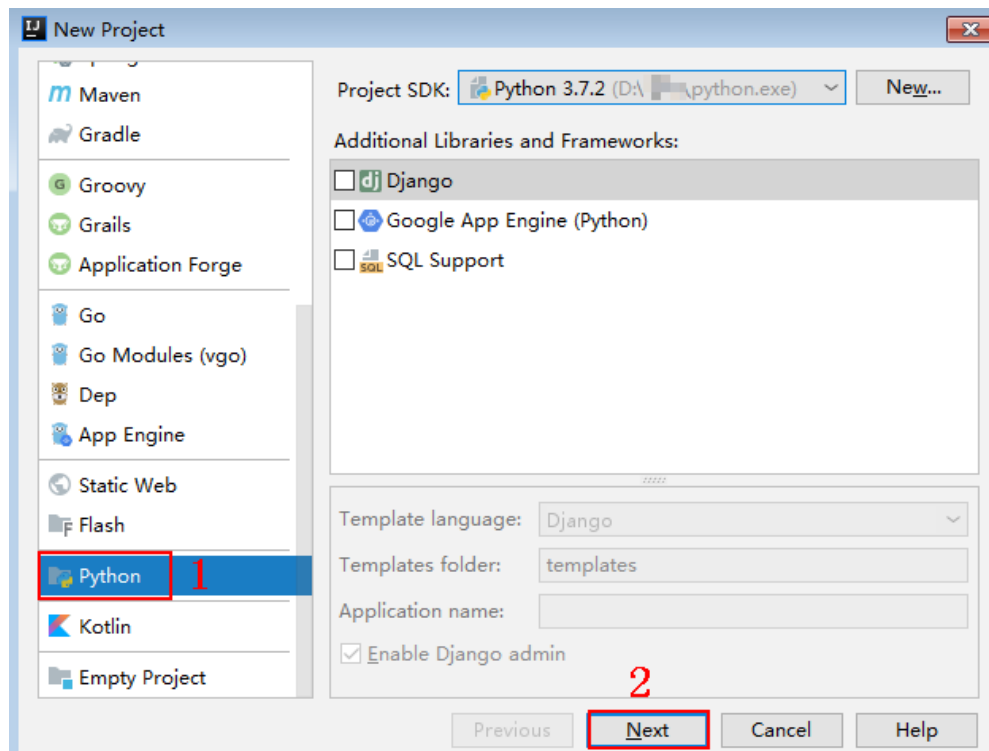 New Project
Maven
Gradle
Groovy
Grails
Application Forge
Go
Go Modules (vgo)
Dep
App Engine
Static Web
Flash
Python
1
Kotlin
Empty Project
Project SDK: Python 3.7.2 (D:\ \python.exe)
New...
Additional Libraries and Frameworks:
dj Django
Google App Engine (Python)
SQL SQL Support
Template language: Django
Templates folder: templates
Application name:
Enable Django admin
2
Previous Next Cancel Help